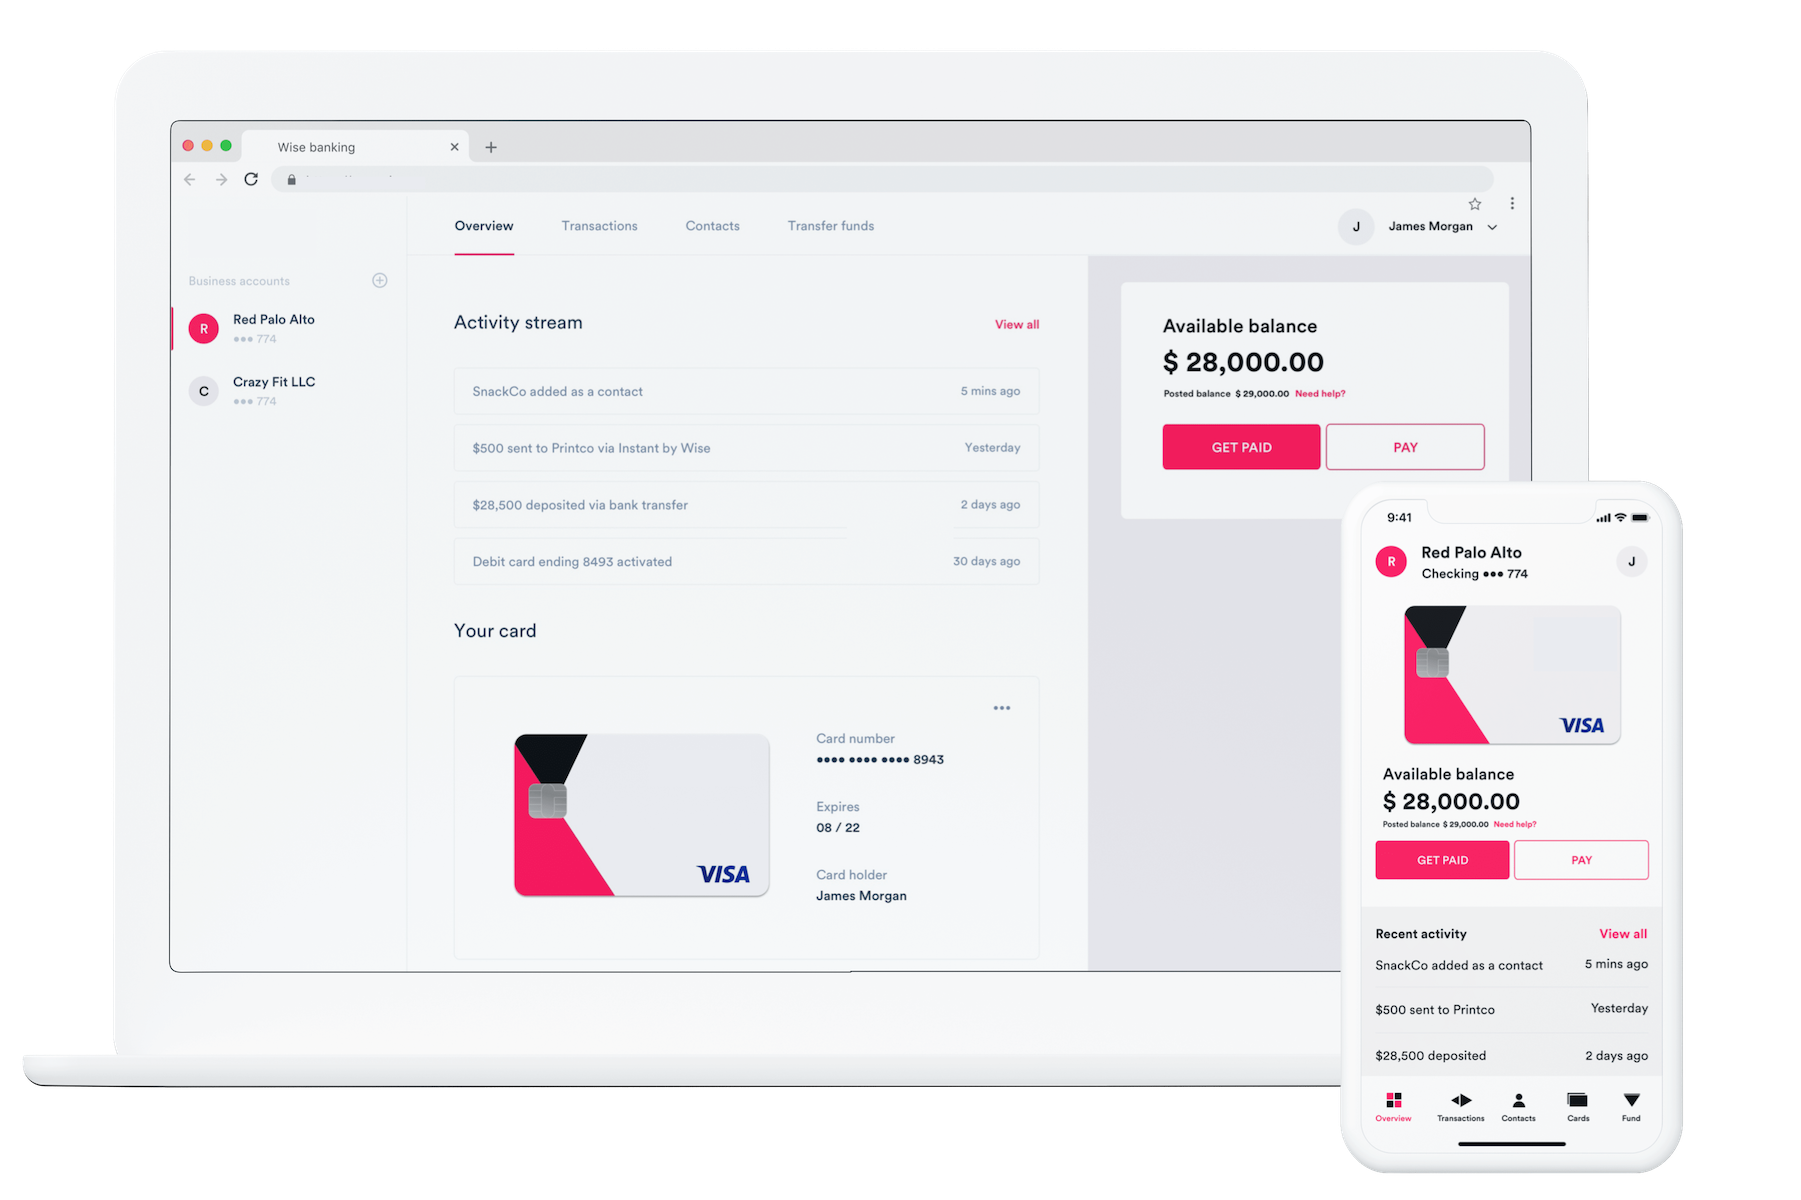 Wise banking
Overview Transactions Contacts Transfer funds
J James Morgan
Business accounts
R Red Palo Alto
••• 774
C Crazy Fit LLC
••• 774
Activity stream View all
SnackCo added as a contact 5 mins ago
$500 sent to Printco via Instant by Wise Yesterday
$28,500 deposited via bank transfer 2 days ago
Debit card ending 8493 activated 30 days ago
Your card
•••
VISA
Card number
•••• •••• •••• 8943
Expires
08 / 22
Card holder
James Morgan
Available balance
$ 28,000.00
Posted balance $ 29,000.00 Need help?
GET PAID PAY
9:41
R Red Palo Alto J
Checking ••• 774
VISA
Available balance
$ 28,000.00
Posted balance $ 29,000.00 Need help?
GET PAID PAY
Recent activity View all
SnackCo added as a contact 5 mins ago
$500 sent to Printco Yesterday
$28,500 deposited 2 days ago
Overview Transactions Contacts Cards Fund